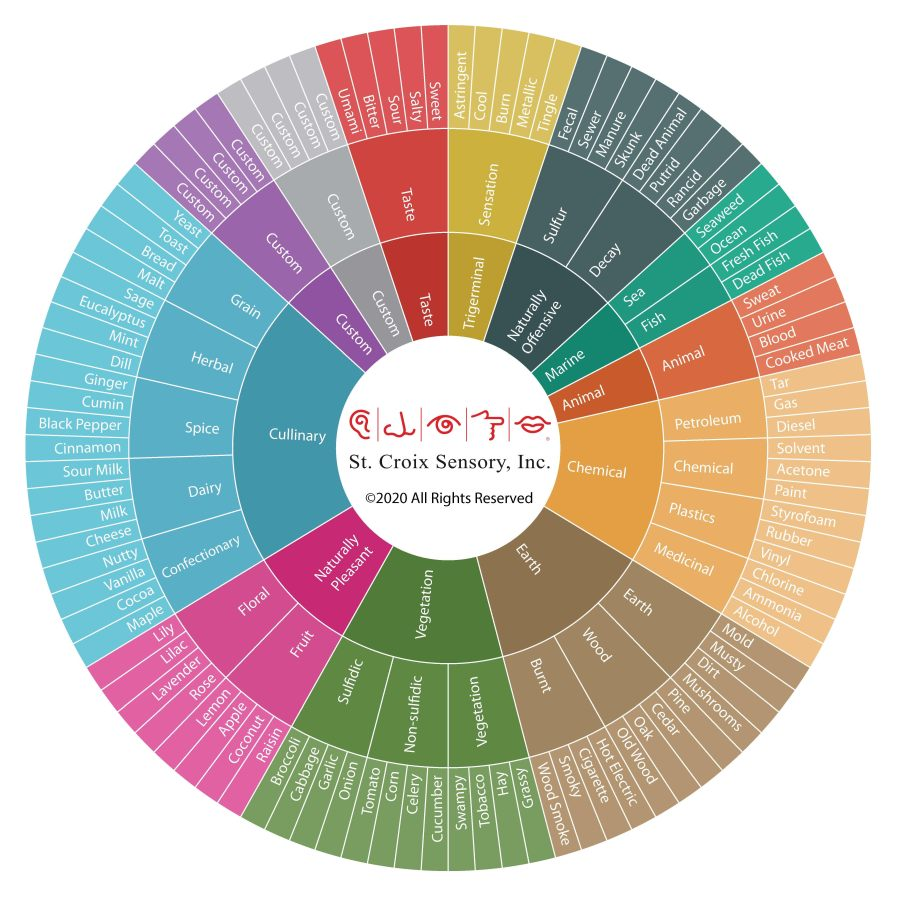 St. Croix Sensory, Inc.
©2020 All Rights Reserved
Taste
Trigerminal
Naturally
Offensive
Marine
Animal
Chemical
Earth
Vegetation
Naturally
Pleasant
Cullinary
Custom
Custom
Taste
Sensation
Sulfur
Decay
Sea
Fish
Animal
Petroleum
Chemical
Plastics
Medicinal
Earth
Wood
Burnt
Vegetation
Non-sulfidic
Sulfidic
Fruit
Floral
Confectionary
Dairy
Spice
Herbal
Grain
Custom
Custom
Umami
Bitter
Sour
Salty
Sweet
Astringent
Cool
Burn
Metallic
Tingle
Fecal
Sewer
Manure
Skunk
Dead Animal
Putrid
Rancid
Garbage
Seaweed
Ocean
Fresh Fish
Dead Fish
Sweat
Urine
Blood
Cooked Meat
Tar
Gas
Diesel
Solvent
Acetone
Paint
Styrofoam
Rubber
Vinyl
Chlorine
Ammonia
Alcohol
Mold
Musty
Dirt
Mushrooms
Pine
Cedar
Oak
Old Wood
Hot Electric
Cigarette
Smoky
Wood Smoke
Grassy
Hay
Tobacco
Swampy
Cucumber
Celery
Corn
Tomato
Onion
Garlic
Cabbage
Broccoli
Raisin
Coconut
Apple
Lemon
Rose
Lavender
Lilac
Lily
Maple
Cocoa
Vanilla
Nutty
Cheese
Milk
Butter
Sour Milk
Cinnamon
Black Pepper
Cumin
Ginger
Dill
Mint
Eucalyptus
Sage
Malt
Bread
Toast
Yeast
Custom
Custom
Custom
Custom
Custom
Custom
Custom
Custom